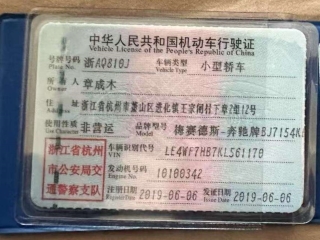 中华人民共和国机动车行驶证
Vehicle License of the People's Republic of China
号牌号码 浙AQ810J 车辆类型 小型轿车
Plate No. Vehicle Type
所有人 章成木
Owner
住址 浙江省杭州市萧山区进化镇王家闸村下章2组12号
Address
使用性质 非营运 品牌型号 梅赛德斯-奔驰牌BJ7154
Use Character Model
浙江省杭州
市公安局交
通警察支队
车辆识别代号 LE4WF7HB7KL561170
VIN
发动机号码 10100342
Engine No.
注册日期 2019-06-06 发证日期 2019-06-06
Register Date Issue Date